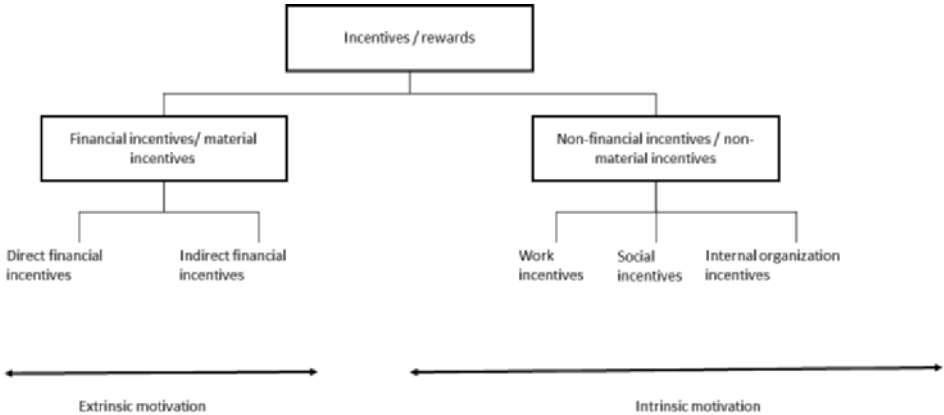 Incentives / rewards
Financial incentives/ material
incentives
Non-financial incentives / non-
material incentives
Direct financial
incentives
Indirect financial
incentives
Work
incentives
Social
incentives
Internal organization
incentives
Extrinsic motivation
Intrinsic motivation